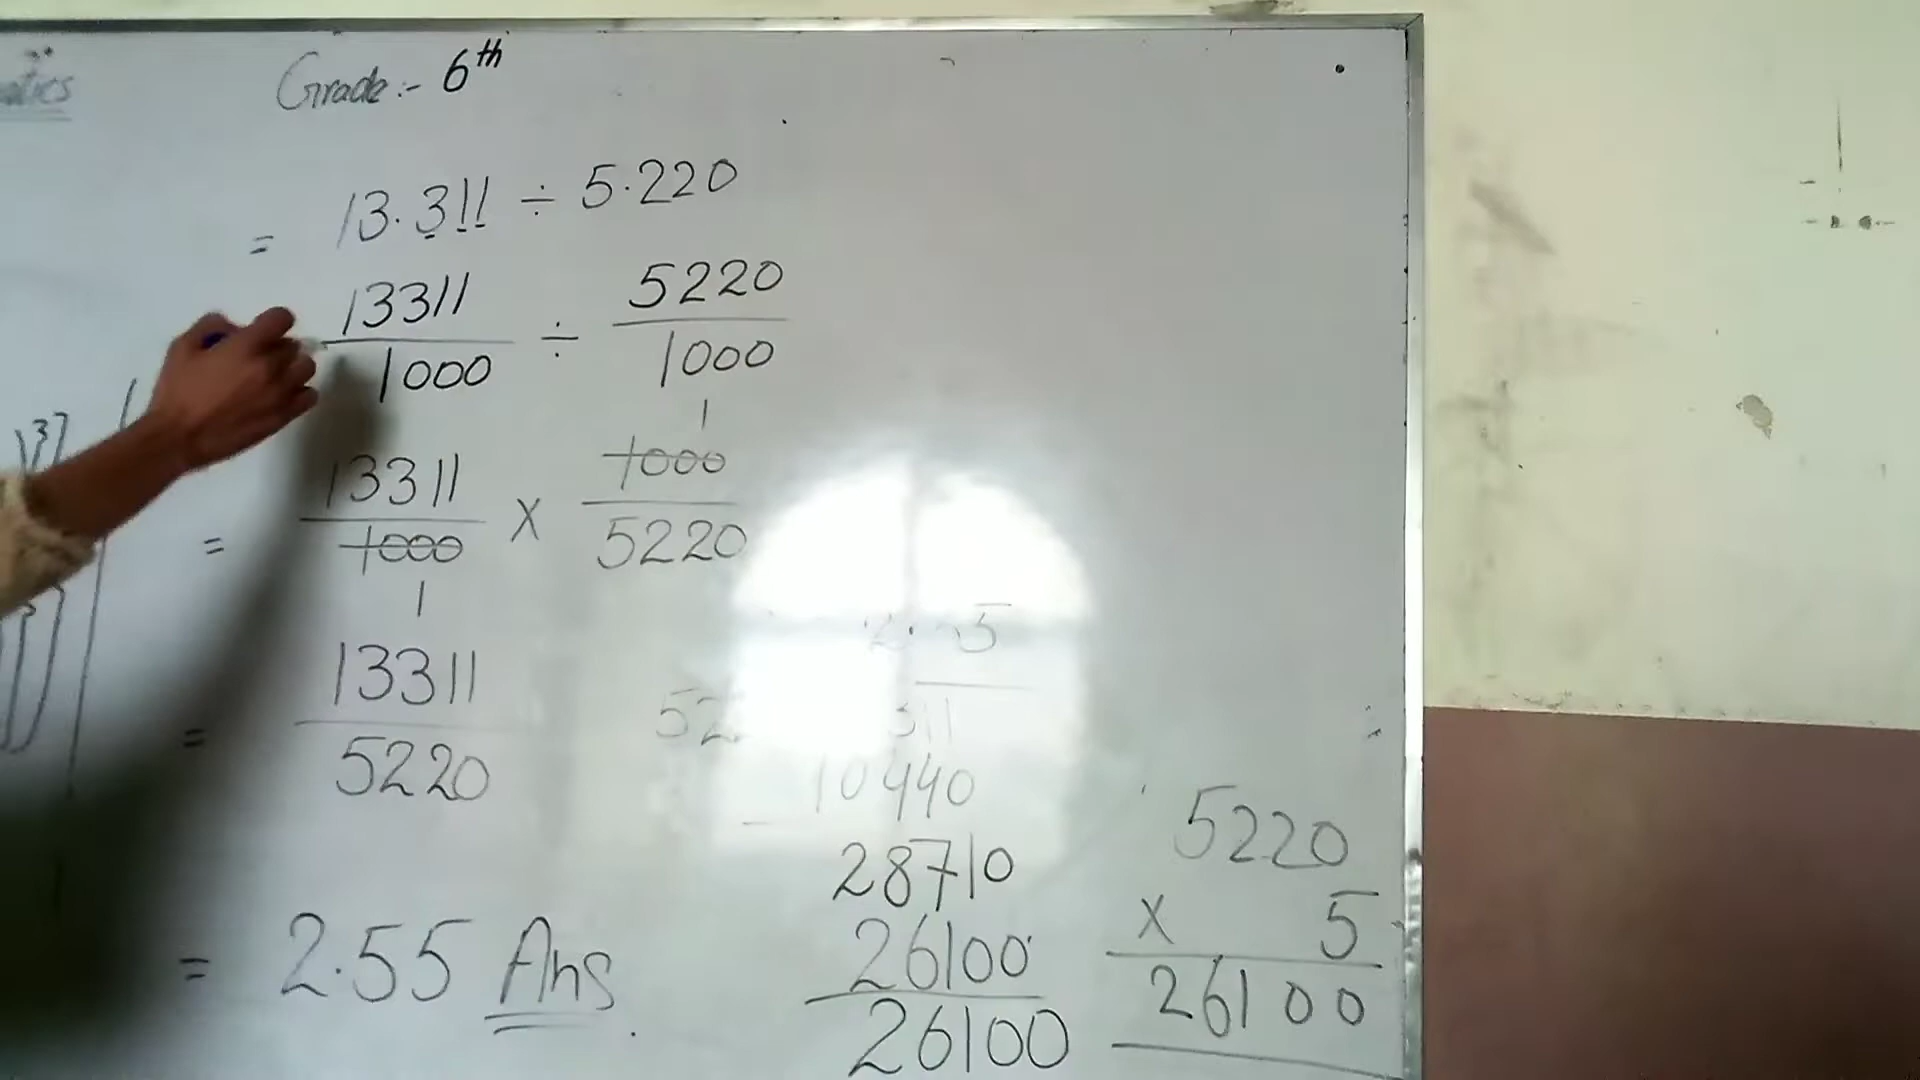 Grade:- 6th
= 13.311 ÷ 5.220
13311/1000 ÷ 5220/1000
1
= 13311/1000 × 1000/5220
1
= 13311/5220
10440
28710
26100
26100
5220
× 5
26100
= 2.55 Ans.